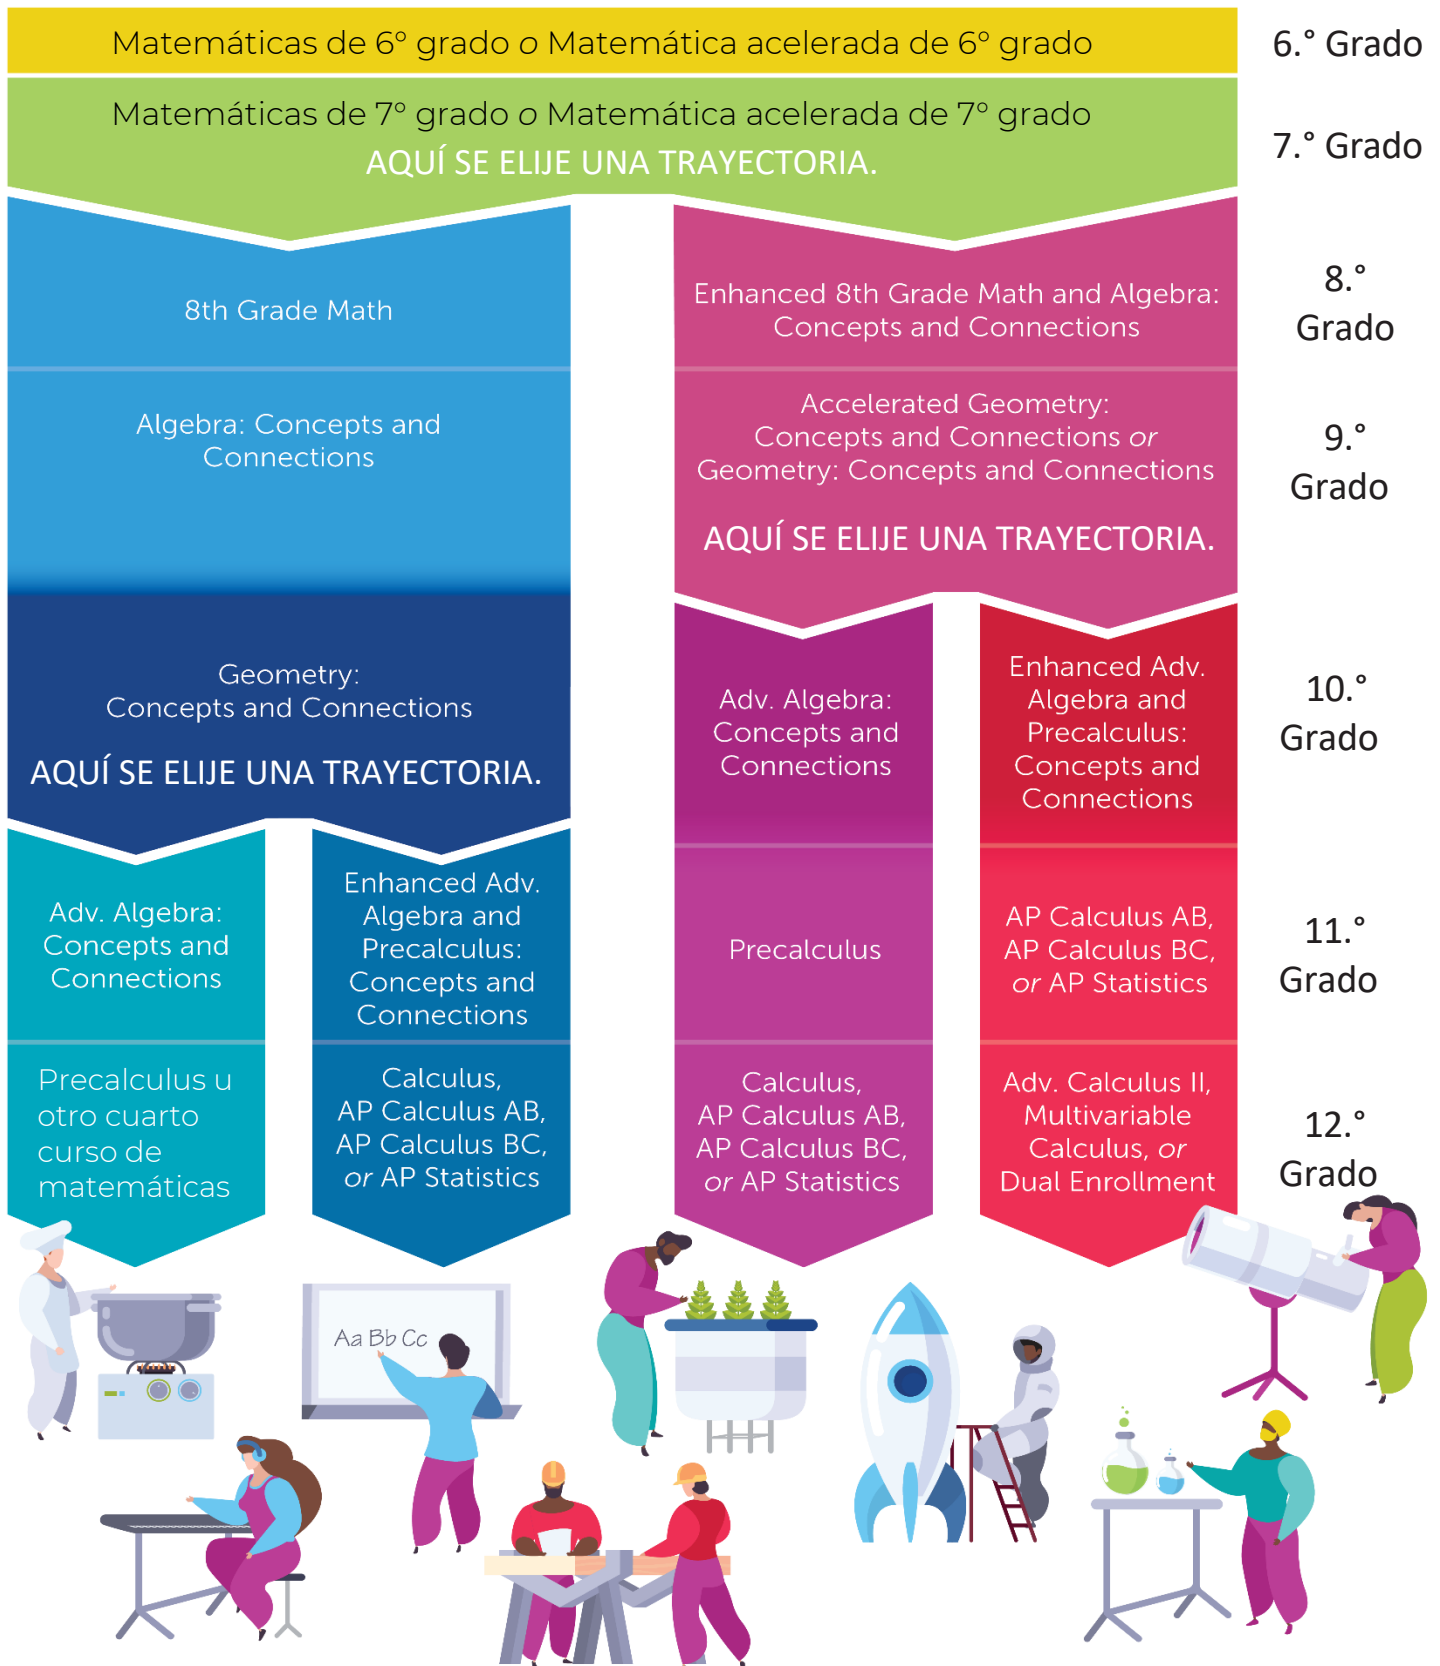 Matemáticas de 6° grado o Matemática acelerada de 6° grado
6.° Grado
Matemáticas de 7° grado o Matemática acelerada de 7° grado
AQUÍ SE ELIJE UNA TRAYECTORIA.
7.° Grado
8th Grade Math
Enhanced 8th Grade Math and Algebra:
Concepts and Connections
8.°
Grado
Algebra: Concepts and
Connections
Accelerated Geometry:
Concepts and Connections or
Geometry: Concepts and Connections
AQUÍ SE ELIJE UNA TRAYECTORIA.
9.°
Grado
Geometry:
Concepts and Connections
AQUÍ SE ELIJE UNA TRAYECTORIA.
Adv. Algebra:
Concepts and
Connections
Enhanced Adv.
Algebra and
Precalculus:
Concepts and
Connections
10.°
Grado
Adv. Algebra:
Concepts and
Connections
Enhanced Adv.
Algebra and
Precalculus:
Concepts and
Connections
Precalculus
AP Calculus AB,
AP Calculus BC,
or AP Statistics
11.°
Grado
Precalculus u
otro cuarto
curso de
matemáticas
Calculus,
AP Calculus AB,
AP Calculus BC,
or AP Statistics
Calculus,
AP Calculus AB,
AP Calculus BC,
or AP Statistics
Adv. Calculus II,
Multivariable
Calculus, or
Dual Enrollment
12.°
Grado
Aa Bb Cc